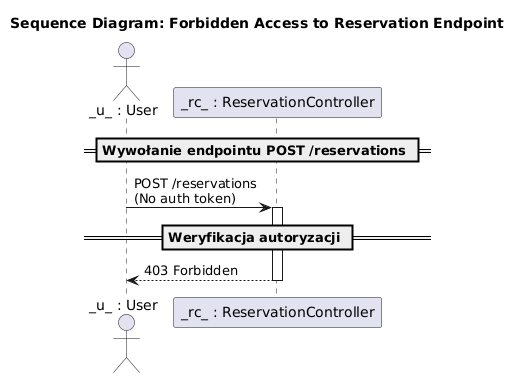 Sequence Diagram: Forbidden Access to Reservation Endpoint
_u_ : User
_rc_ : ReservationController
Wywołanie endpointu POST /reservations
POST /reservations
(No auth token)
Weryfikacja autoryzacji
403 Forbidden
_u_ : User
_rc_ : ReservationController